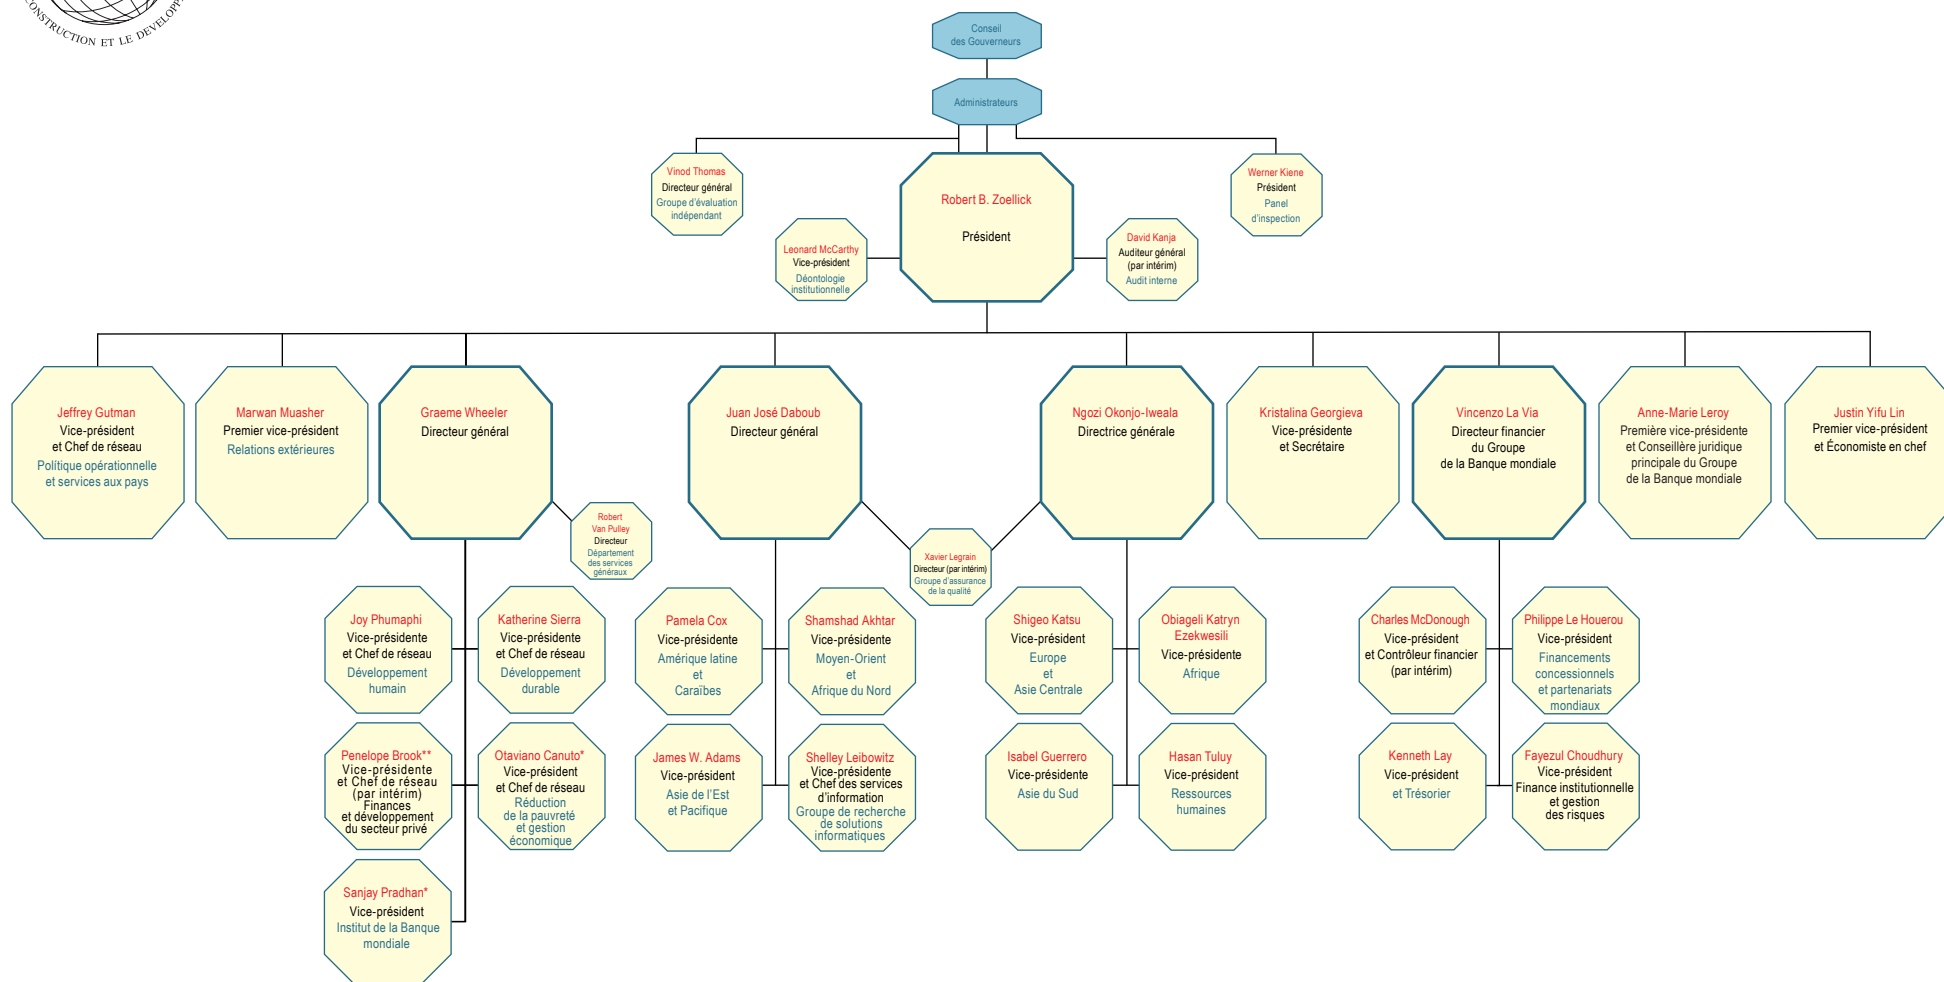 CONSTRUCTION ET LE DEVELOPP
Conseil
des Gouverneurs
Administrateurs
Vinod Thomas
Directeur général
Groupe d'évaluation
indépendant
Werner Kiene
Président
Panel
d'inspection
Robert B. Zoellick
Président
Leonard McCarthy
Vice-président
Déontologie
institutionnelle
David Kanja
Auditeur général
(par intérim)
Audit interne
Jeffrey Gutman
Vice-président
et Chef de réseau
Polítique opérationnelle
et services aux pays
Marwan Muasher
Premier vice-président
Relations extérieures
Graeme Wheeler
Directeur général
Juan José Daboub
Directeur général
Ngozi Okonjo-Iweala
Directrice générale
Kristalina Georgieva
Vice-présidente
et Secrétaire
Vincenzo La Via
Directeur financier
du Groupe
de la Banque mondiale
Anne-Marie Leroy
Première vice-présidente
et Conseillère juridique
principale du Groupe
de la Banque mondiale
Justin Yifu Lin
Premier vice-président
et Économiste en chef
Robert
Van Pulley
Directeur
Département
des services
généraux
Xavier Legrain
Directeur (par intérim)
Groupe d'assurance
de la qualité
Joy Phumaphi
Vice-présidente
et Chef de réseau
Développement
humain
Katherine Sierra
Vice-présidente
et Chef de réseau
Développement
durable
Pamela Cox
Vice-présidente
Amérique latine
et
Caraïbes
Shamshad Akhtar
Vice-présidente
Moyen-Orient
et
Afrique du Nord
Shigeo Katsu
Vice-président
Europe
et
Asie Centrale
Obiageli Katryn
Ezekwesili
Vice-présidente
Afrique
Charles McDonough
Vice-président
et Contrôleur financier
(par intérim)
Philippe Le Houerou
Vice-président
Financements
concessionnels
et partenariats
mondiaux
Penelope Brook**
Vice-présidente
et Chef de réseau
(par intérim)
Finances
et développement
du secteur privé
Otaviano Canuto*
Vice-président
et Chef de réseau
Réduction
de la pauvreté
et gestion
économique
James W. Adams
Vice-président
Asie de l'Est
et Pacifique
Shelley Leibowitz
Vice-présidente
et Chef des services
d'information
Groupe de recherche
de solutions
informatiques
Isabel Guerrero
Vice-présidente
Asie du Sud
Hasan Tuluy
Vice-président
Ressources
humaines
Kenneth Lay
Vice-président
et Trésorier
Fayezul Choudhury
Vice-président
Finance institutionnelle
et gestion
des risques
Sanjay Pradhan*
Vice-président
Institut de la Banque
mondiale